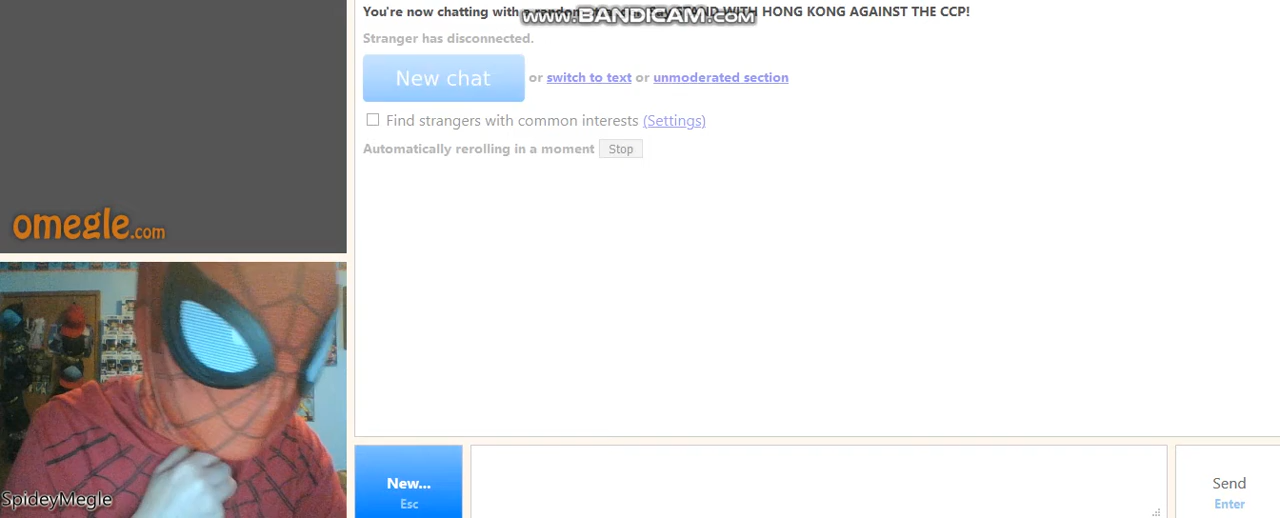 You're now chatting with a random STAND WITH HONG KONG AGAINST THE CCP!
www.BANDICAM.com
Stranger has disconnected.
New chat or switch to text or unmoderated section
Find strangers with common interests (Settings)
Automatically rerolling in a moment Stop
omegle.com
SpideyMegle
New...
Esc
Send
Enter